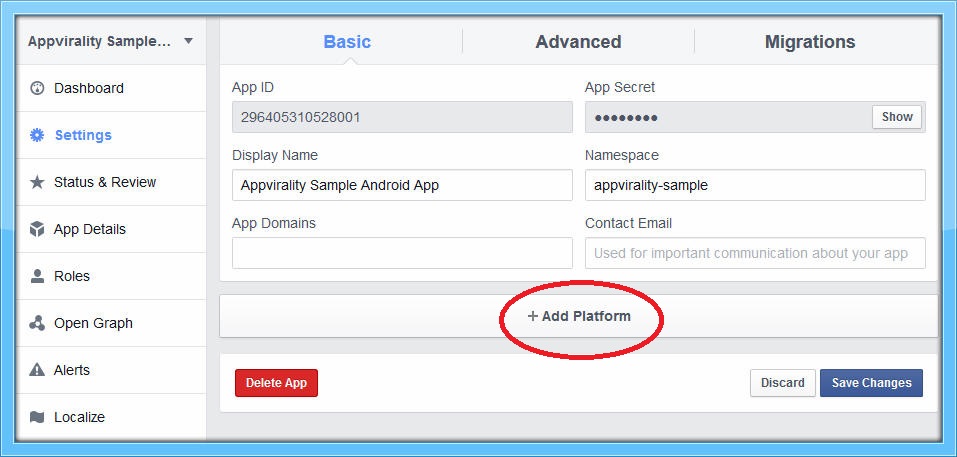 Appvirality Sample...
Dashboard
Settings
Status & Review
App Details
Roles
Open Graph
Alerts
Localize
Basic
Advanced
Migrations
App ID
App Secret
296405310528001
●●●●●●●●
Show
Display Name
Namespace
Appvirality Sample Android App
appvirality-sample
App Domains
Contact Email
Used for important communication about your app
+ Add Platform
Delete App
Discard
Save Changes